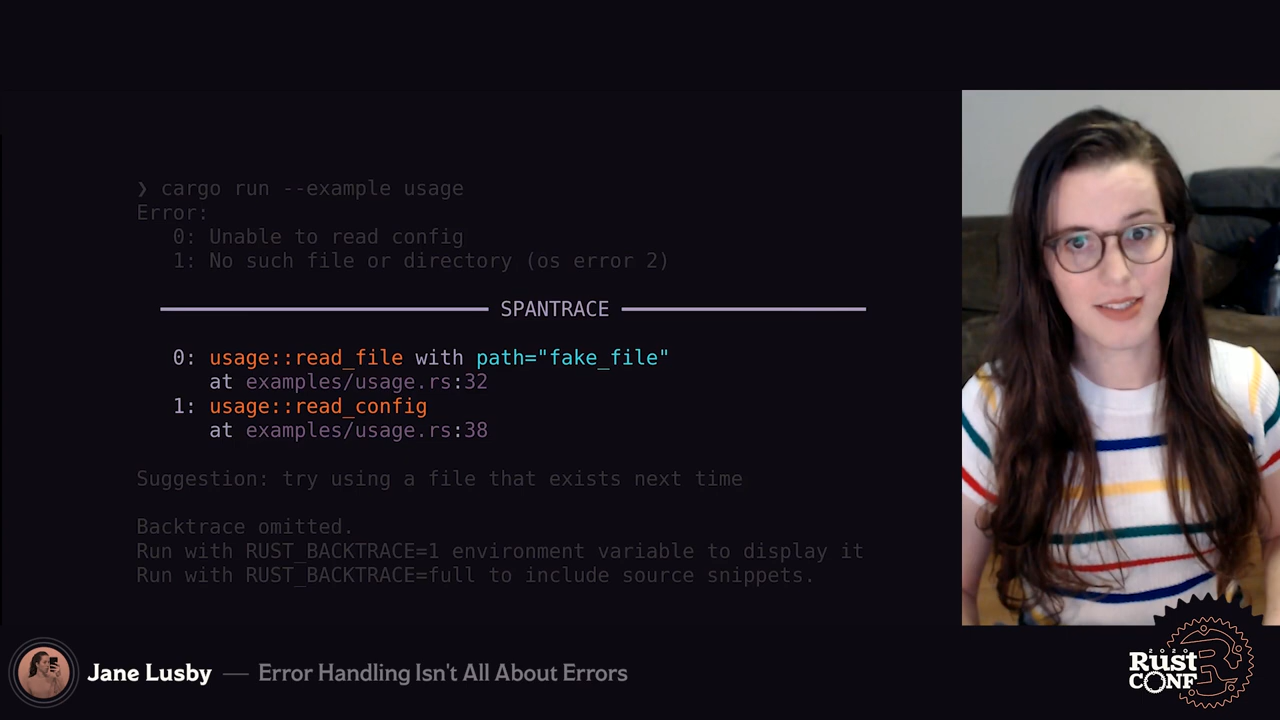 ❯ cargo run --example usage
Error:
0: Unable to read config
1: No such file or directory (os error 2)
SPANTRACE
0: usage::read_file with path="fake_file"
at examples/usage.rs:32
1: usage::read_config
at examples/usage.rs:38
Suggestion: try using a file that exists next time
Backtrace omitted.
Run with RUST_BACKTRACE=1 environment variable to display it
Run with RUST_BACKTRACE=full to include source snippets.
Jane Lusby — Error Handling Isn't All About Errors
2020
Rust
CONF
R